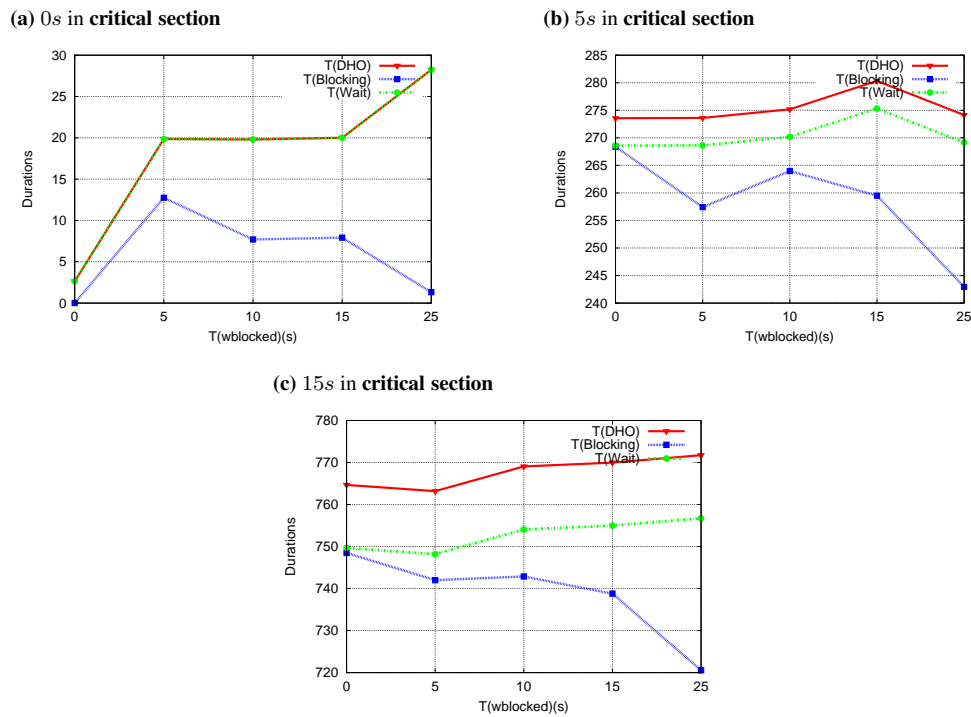 (a) 0s in critical section
T(DHO)
T(Blocking)
T(Wait)
30
25
20
15
10
5
0
Durations
0 5 10 15 25
T(wblocked)(s)
(b) 5s in critical section
T(DHO)
T(Blocking)
T(Wait)
285
280
275
270
265
260
255
250
245
240
Durations
0 5 10 15 25
T(wblocked)(s)
(c) 15s in critical section
T(DHO)
T(Blocking)
T(Wait)
780
770
760
750
740
730
720
Durations
0 5 10 15 25
T(wblocked)(s)